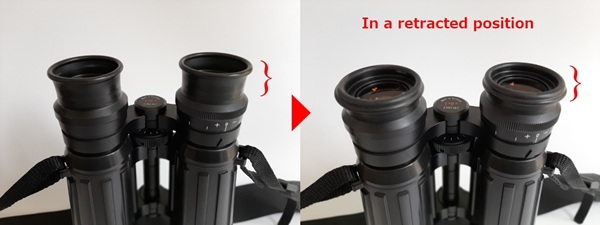 In a retracted position